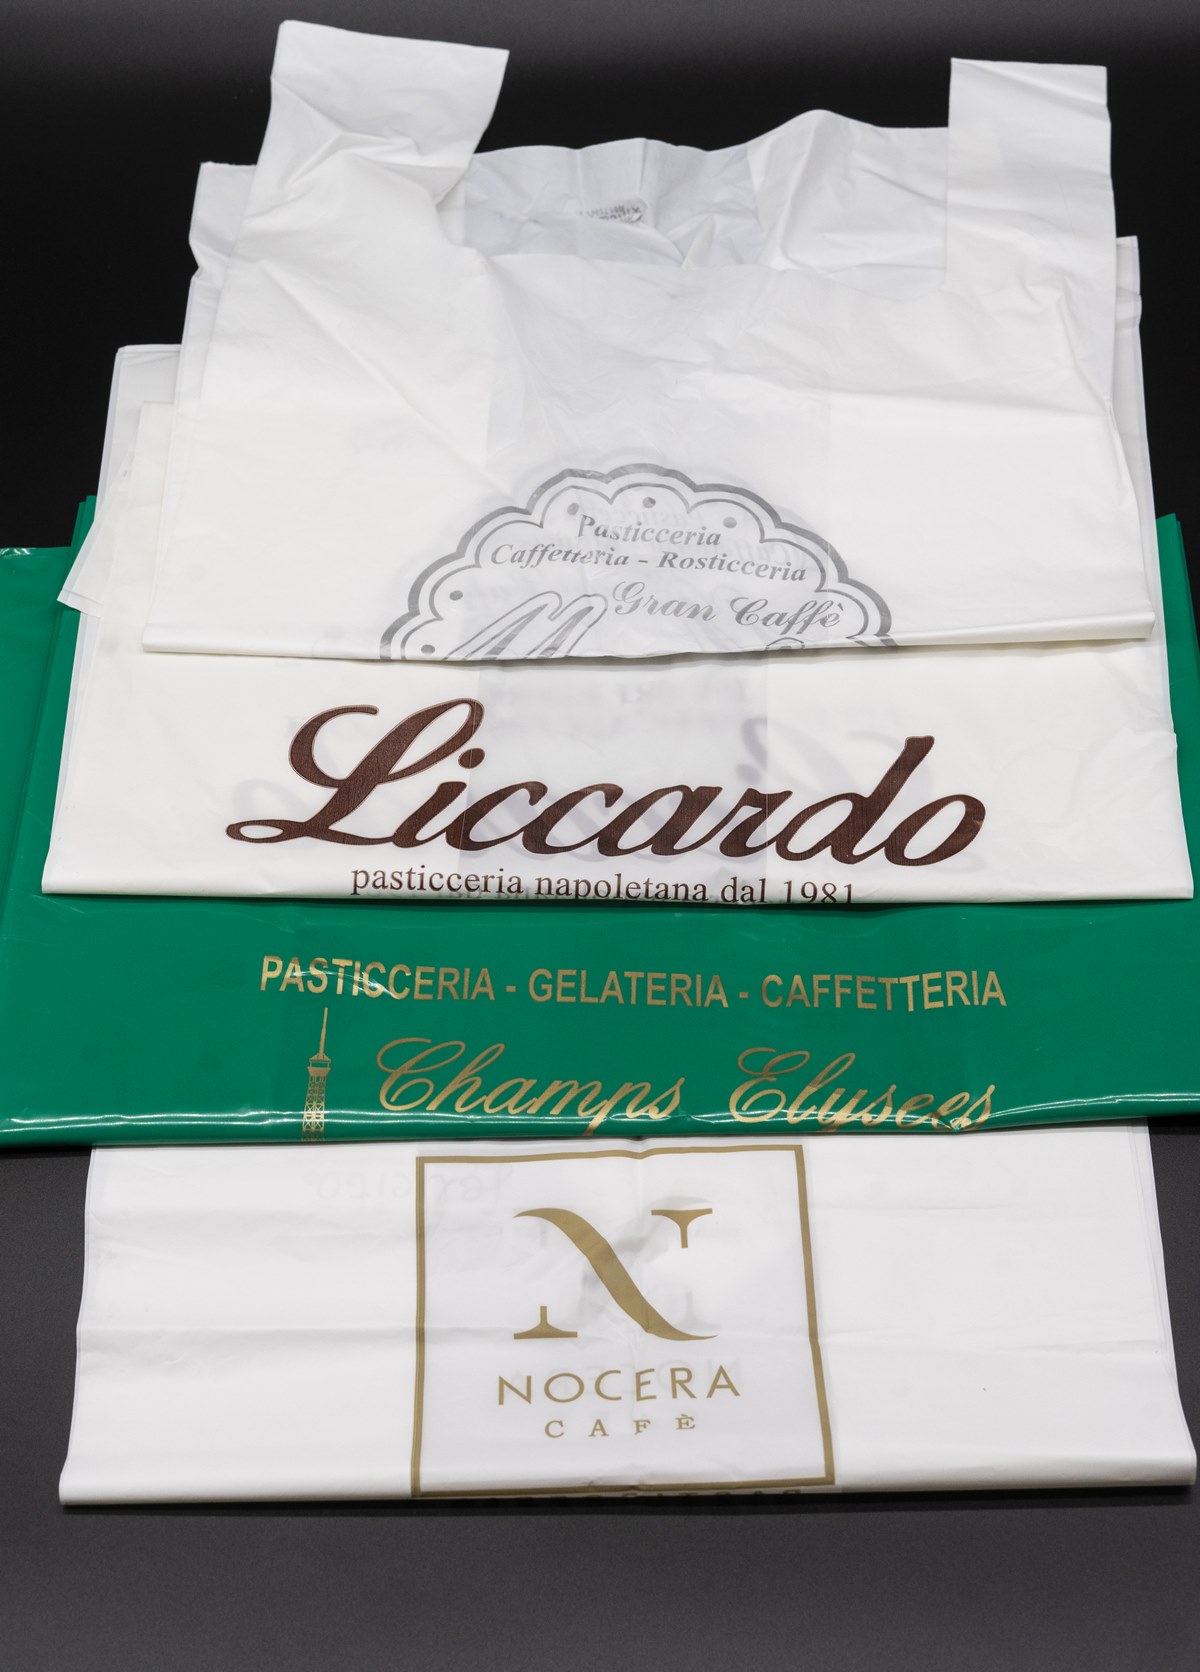 Pasticceria
Caffetteria - Rosticceria
Gran Caffè
Liccardo
pasticceria napoletana dal 1981
PASTICCERIA - GELATERIA - CAFFETTERIA
Champs Elysees
N
NOCERA
CAFÈ